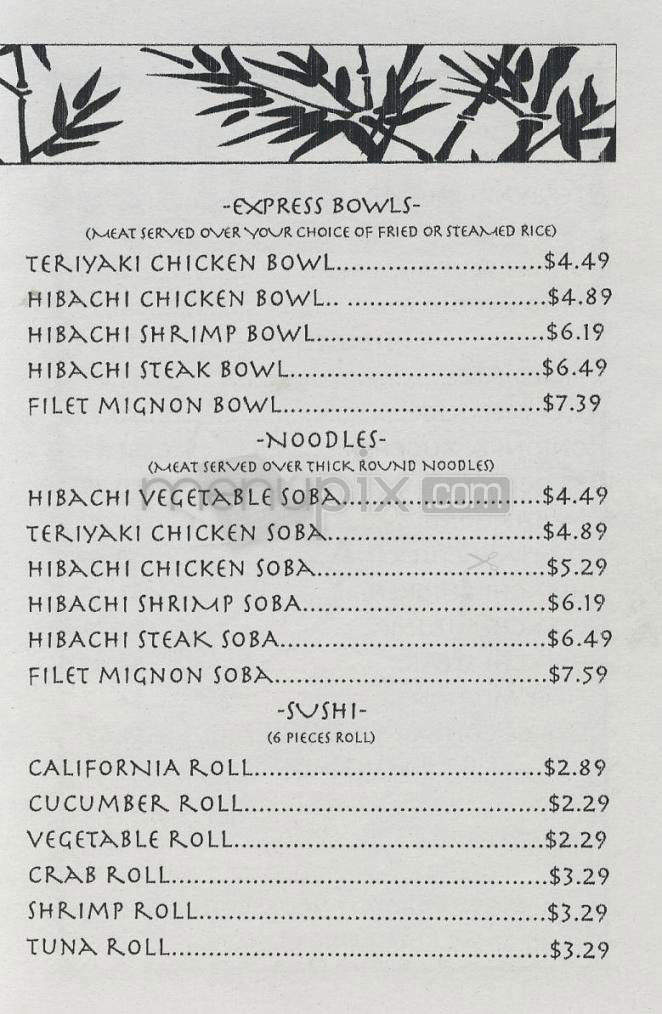 -EXPRESS BOWLS-
(MEAT SERVED OVER YOUR CHOICE OF FRIED OR STEAMED RICE)
TERIYAKI CHICKEN BOWL..........................$4.49
HIBACHI CHICKEN BOWL.. .........................$4.89
HIBACHI SHRIMP BOWL.............................$6.19
HIBACHI STEAK BOWL................................$6.49
FILET MIGNON BOWL.................................$7.39
-NOODLES-
(MEAT SERVED OVER THICK ROUND NOODLES)
menupix.com
HIBACHI VEGETABLE SOBA.........................$4.49
TERIYAKI CHICKEN SOBA...........................$4.89
HIBACHI CHICKEN SOBA.............................$5.29
HIBACHI SHRIMP SOBA...............................$6.19
HIBACHI STEAK SOBA..................................$6.49
FILET MIGNON SOBA...................................$7.59
-SUSHI-
(6 PIECES ROLL)
CALIFORNIA ROLL....................................$2.89
CUCUMBER ROLL......................................$2.29
VEGETABLE ROLL.......................................$2.29
CRAB ROLL...............................................$3.29
SHRIMP ROLL............................................$3.29
TUNA ROLL...............................................$3.29